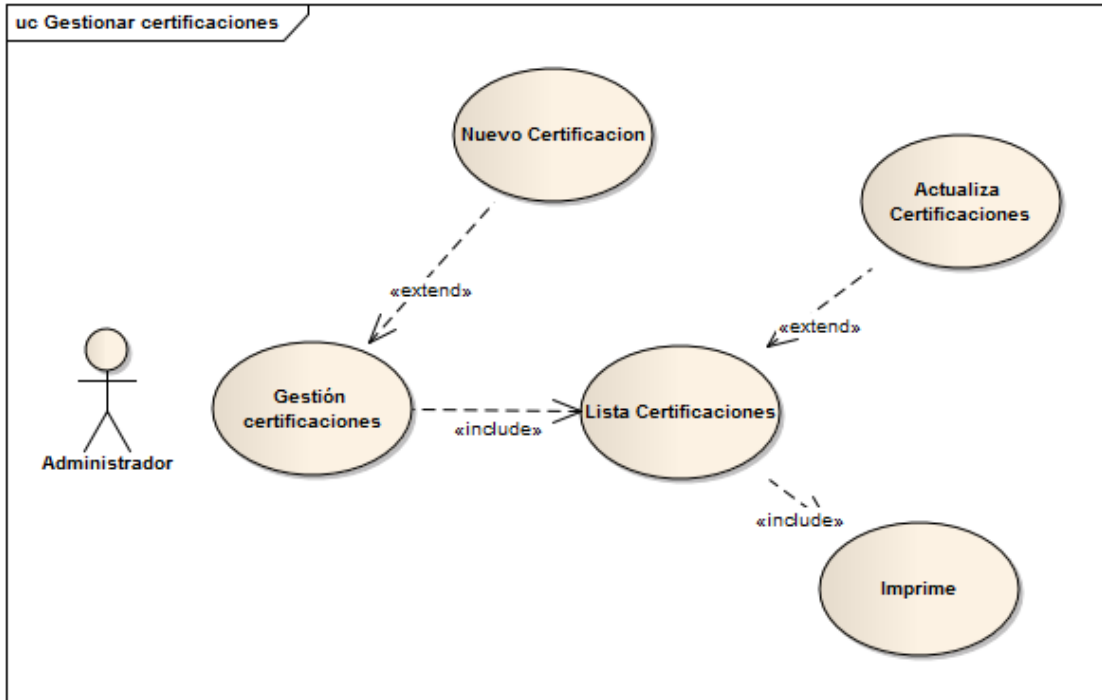 uc Gestionar certificaciones
Nuevo Certificacion
Actualiza
Certificaciones
«extend»
«extend»
Gestión
certificaciones
Lista Certificaciones
«include»
Administrador
«include»
Imprime